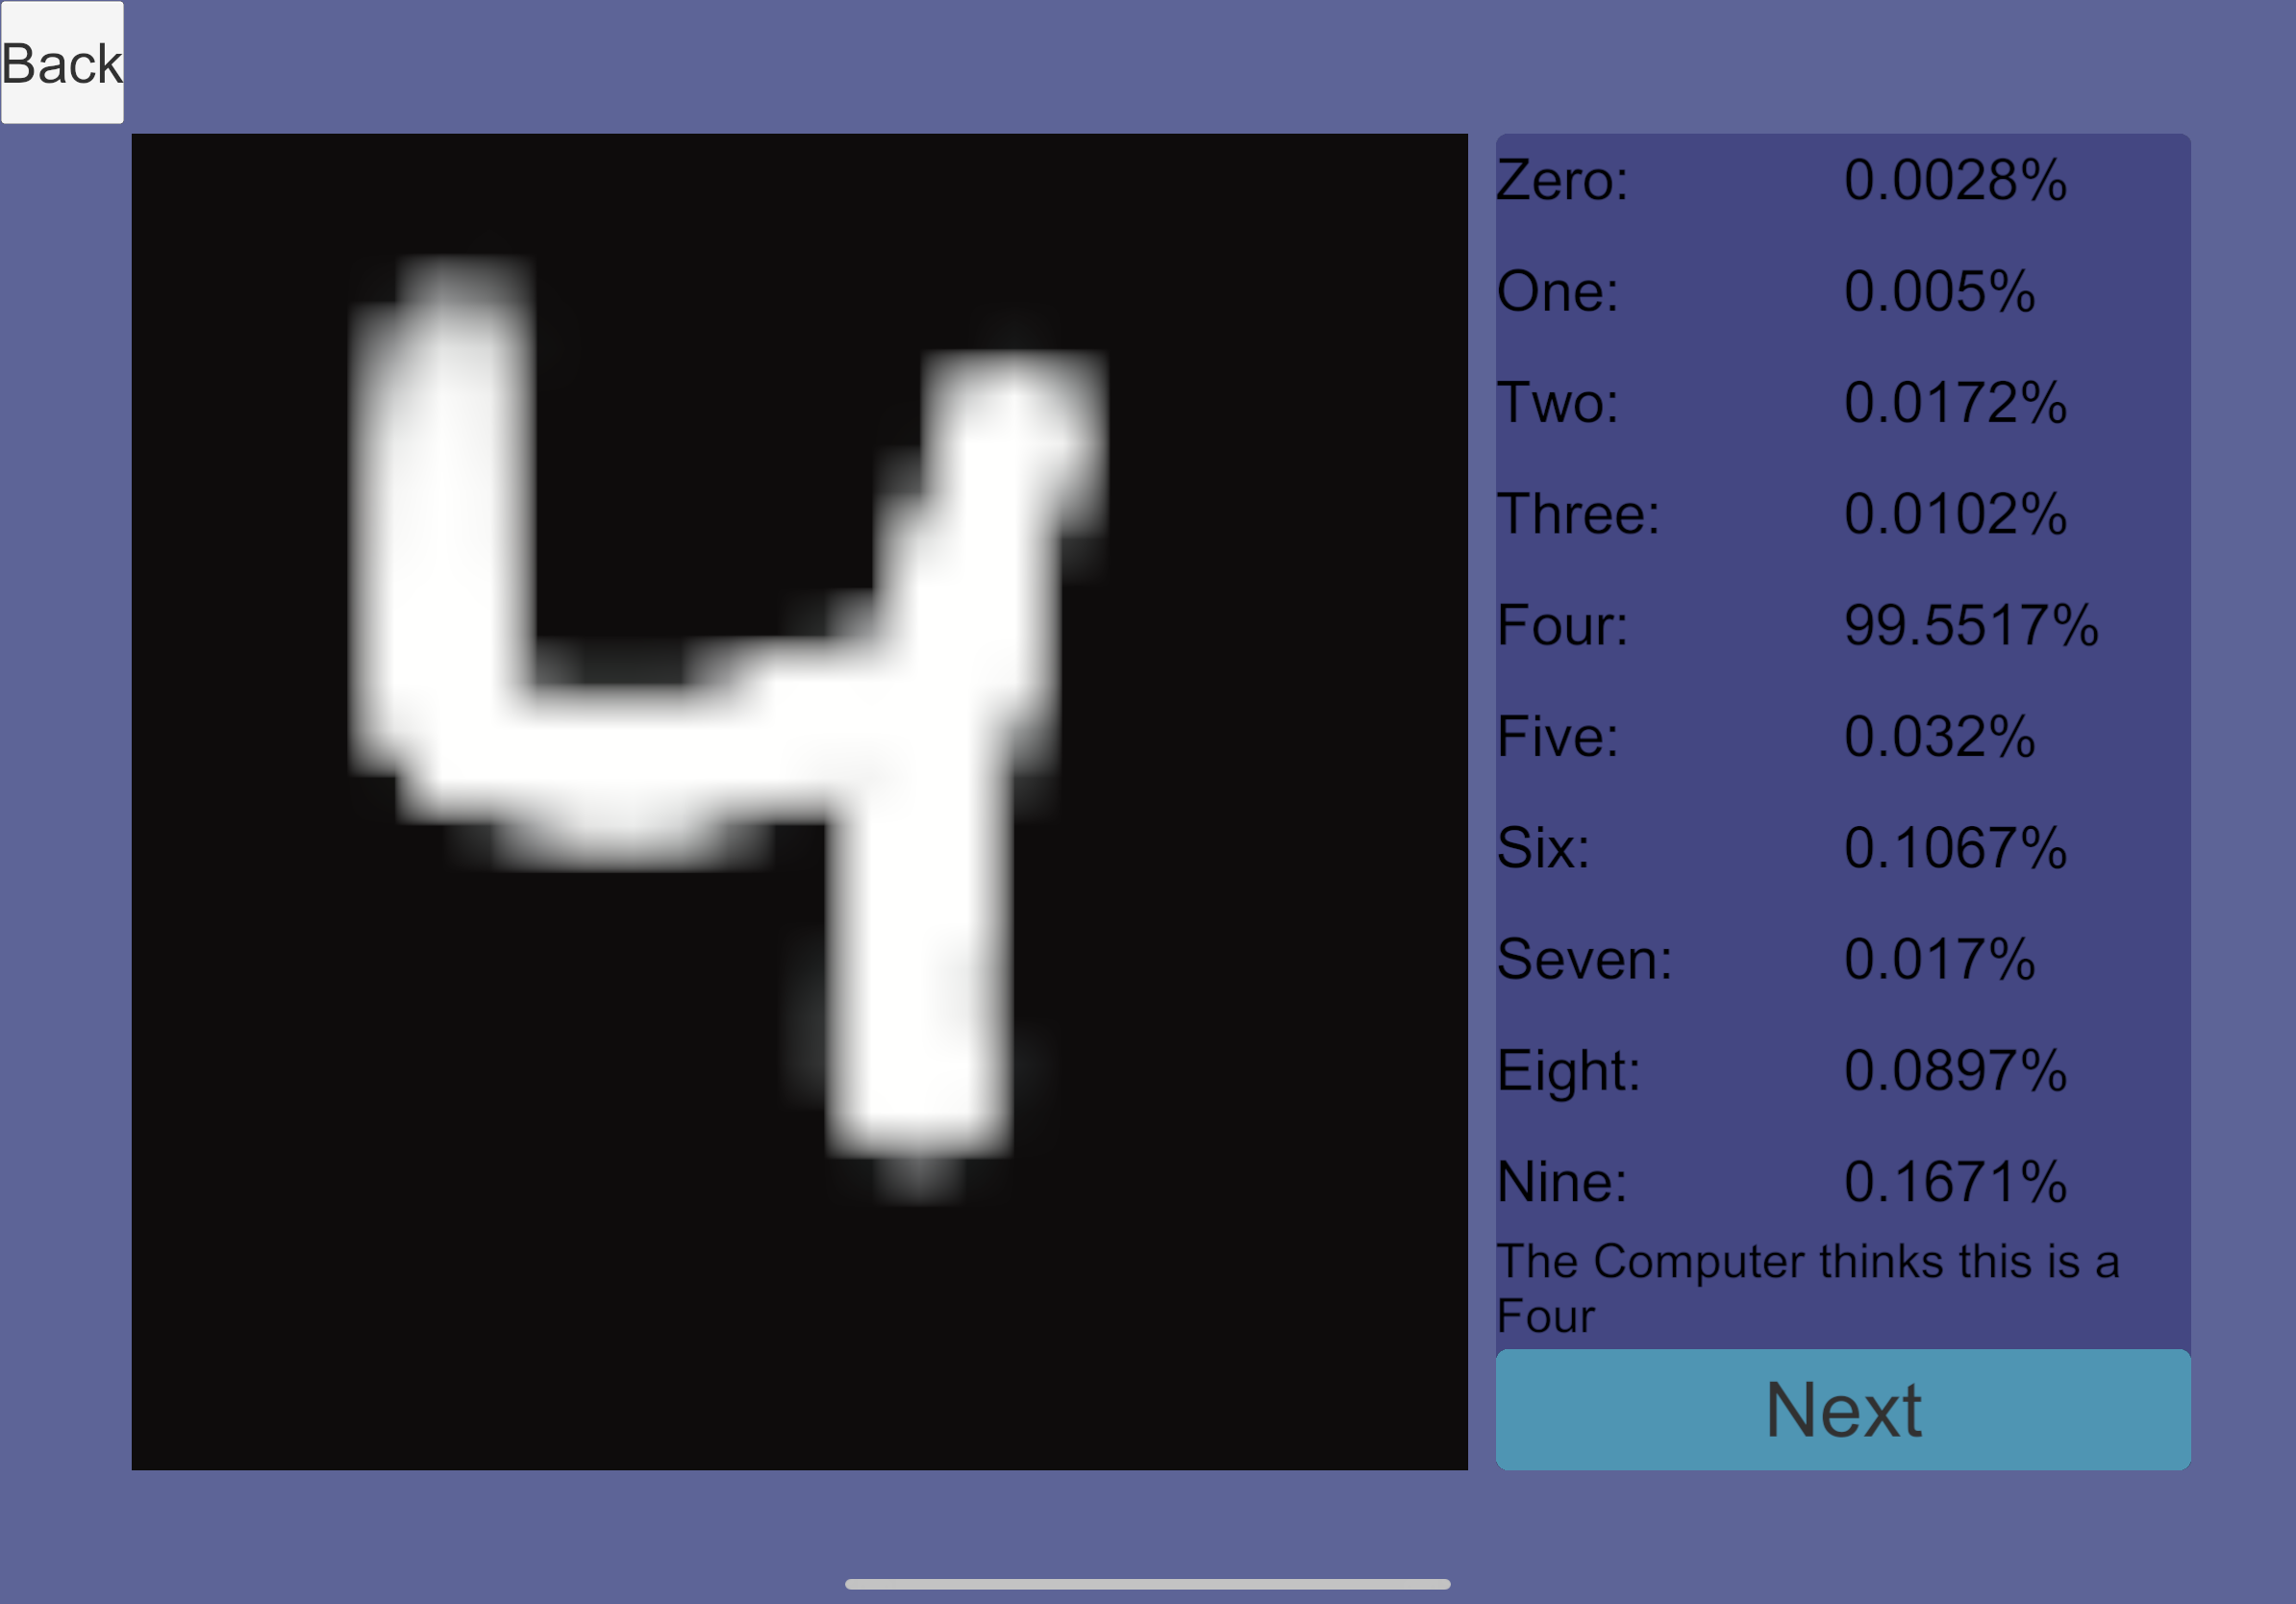 Back
4
Zero: 0.0028%
One: 0.005%
Two: 0.0172%
Three: 0.0102%
Four: 99.5517%
Five: 0.032%
Six: 0.1067%
Seven: 0.017%
Eight: 0.0897%
Nine: 0.1671%
The Computer thinks this is a
Four
Next